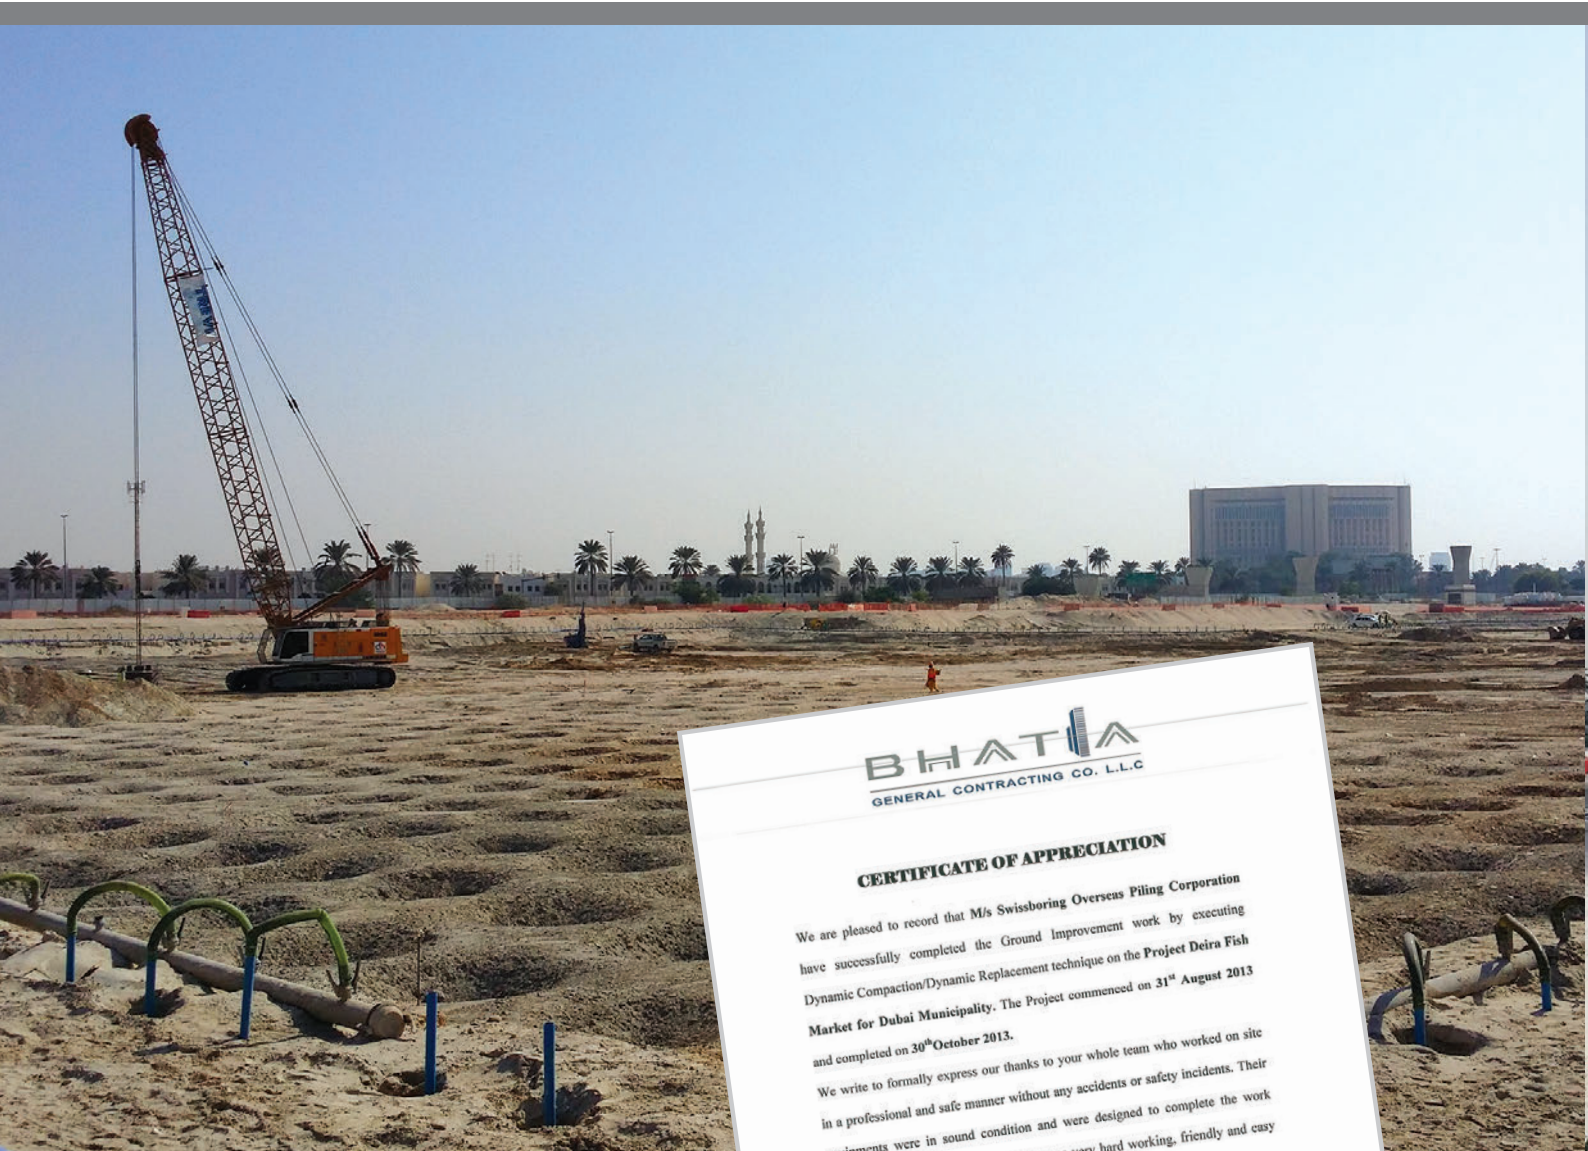 BHATIA
GENERAL CONTRACTING CO. L.L.C
CERTIFICATE OF APPRECIATION
We are pleased to record that M/s Swissboring Overseas Piling Corporation
have successfully completed the Ground Improvement work by executing
Dynamic Compaction/Dynamic Replacement technique on the Project Deira Fish
Market for Dubai Municipality. The Project commenced on 31st August 2013
and completed on 30thOctober 2013.
We write to formally express our thanks to your whole team who worked on site
in a professional and safe manner without any accidents or safety incidents. Their
were in sound condition and were designed to complete the work
hard working, friendly and easy